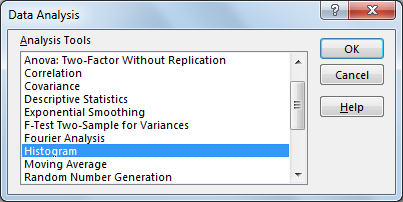 Data Analysis
Analysis Tools
Anova: Two-Factor Without Replication
Correlation
Covariance
Descriptive Statistics
Exponential Smoothing
F-Test Two-Sample for Variances
Fourier Analysis
Histogram
Moving Average
Random Number Generation
OK
Cancel
Help